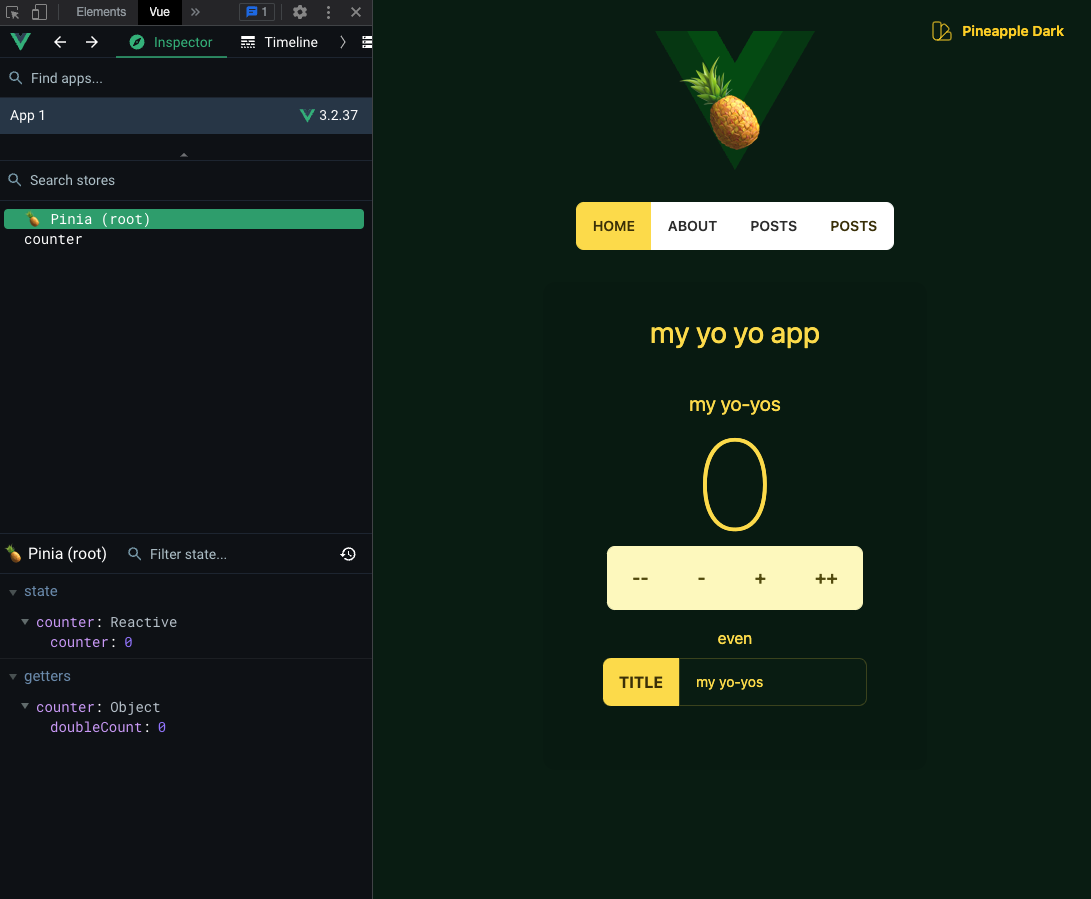 Elements Vue » 1
Inspector Timeline
Find apps...
App 1 3.2.37
Search stores
🍍 Pinia (root)
counter
🍍 Pinia (root) Filter state...
state
counter: Reactive
counter: 0
getters
counter: Object
doubleCount: 0
Pineapple Dark
HOME ABOUT POSTS POSTS
my yo yo app
my yo-yos
0
-- - + ++
even
TITLE my yo-yos